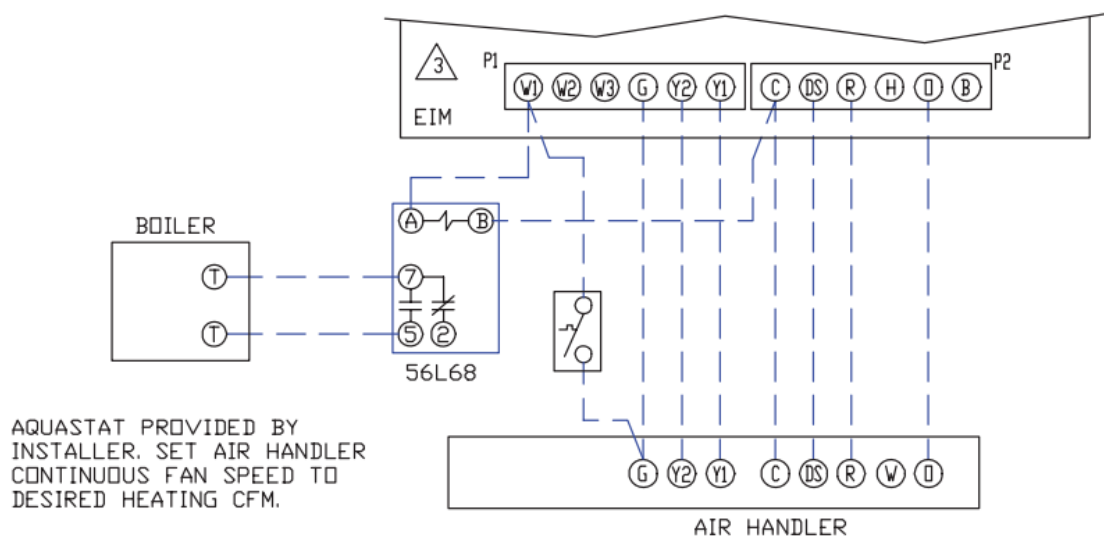 3
P1
P2
W1 W2 W3 G Y2 Y1 C DS R H O B
EIM
A B
BOILER
T
7
T
5 2
56L68
AQUASTAT PROVIDED BY
INSTALLER. SET AIR HANDLER
CONTINUOUS FAN SPEED TO
DESIRED HEATING CFM.
G Y2 Y1 C DS R W O
AIR HANDLER